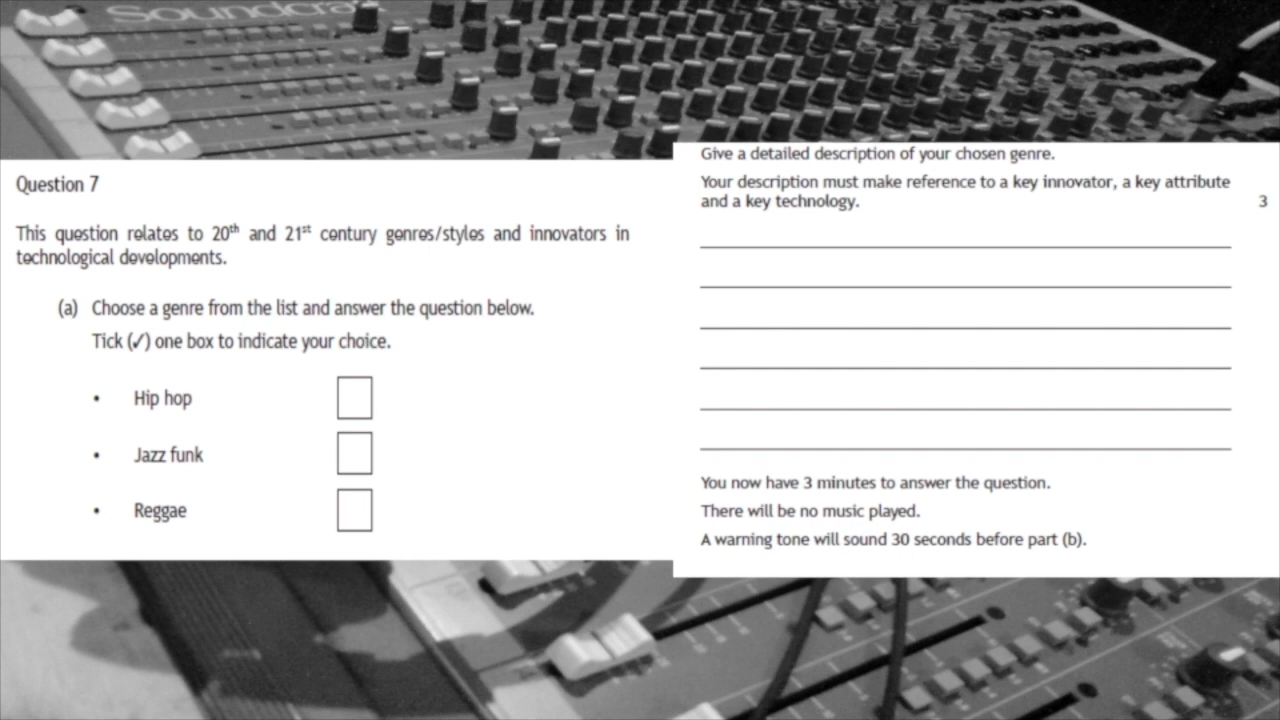 Soundcraft
Question 7
This question relates to 20th and 21st century genres/styles and innovators in
technological developments.
(a) Choose a genre from the list and answer the question below.
Tick (✓) one box to indicate your choice.
• Hip hop
• Jazz funk
• Reggae
Give a detailed description of your chosen genre.
Your description must make reference to a key innovator, a key attribute
and a key technology.
3
You now have 3 minutes to answer the question.
There will be no music played.
A warning tone will sound 30 seconds before part (b).